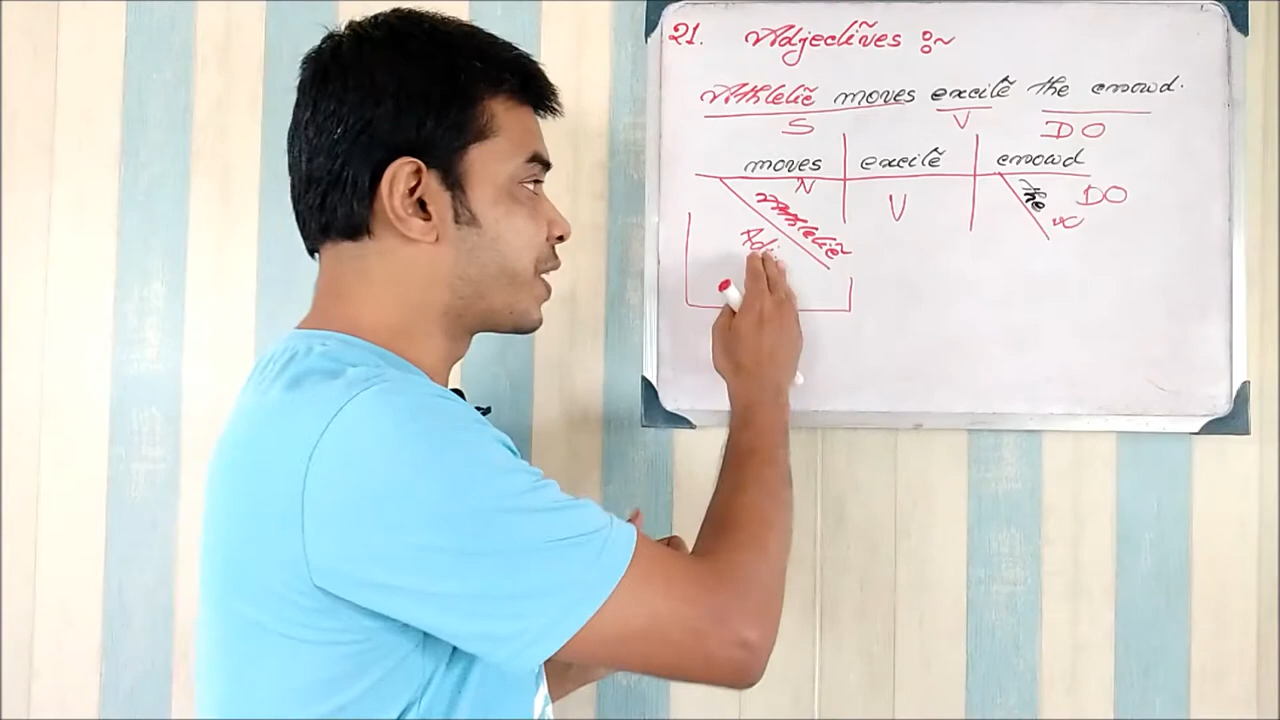 21. Adjectives :~
Athletic moves excite the crowd.
S V DO
moves excite crowd
N V the DO
Athletic
Adj.